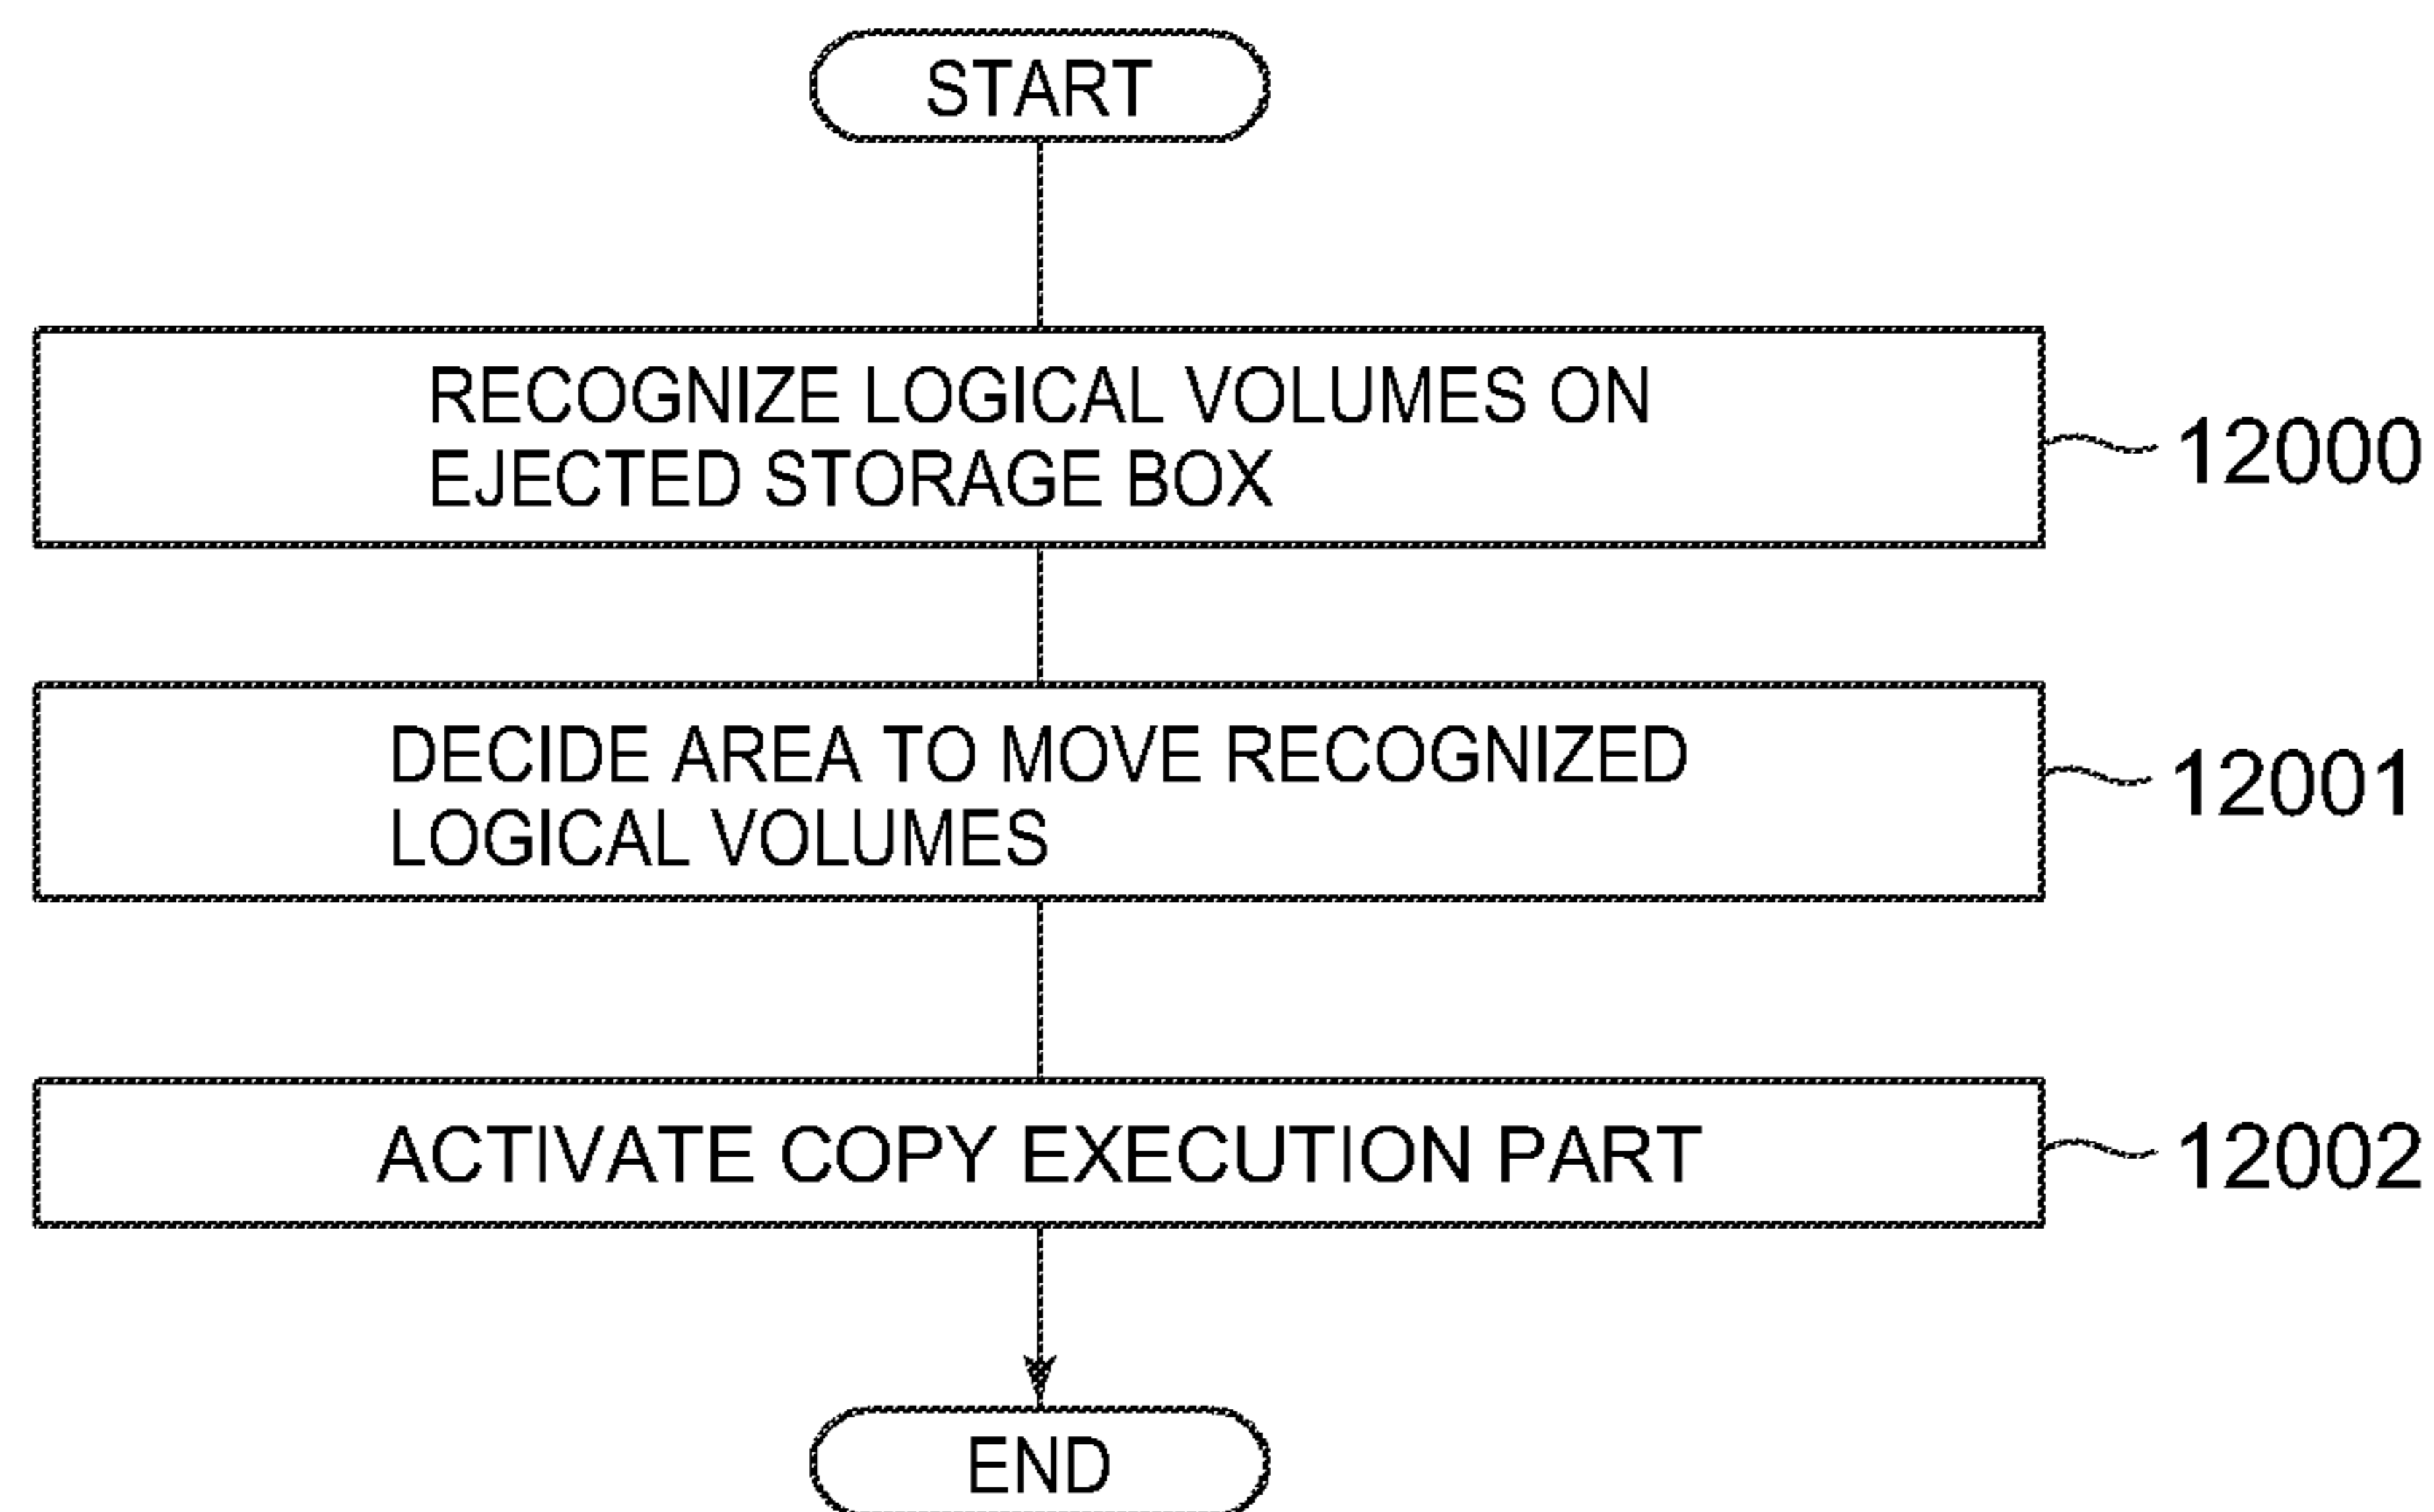 START
RECOGNIZE LOGICAL VOLUMES ON
EJECTED STORAGE BOX
12000
DECIDE AREA TO MOVE RECOGNIZED
LOGICAL VOLUMES
12001
ACTIVATE COPY EXECUTION PART
12002
END